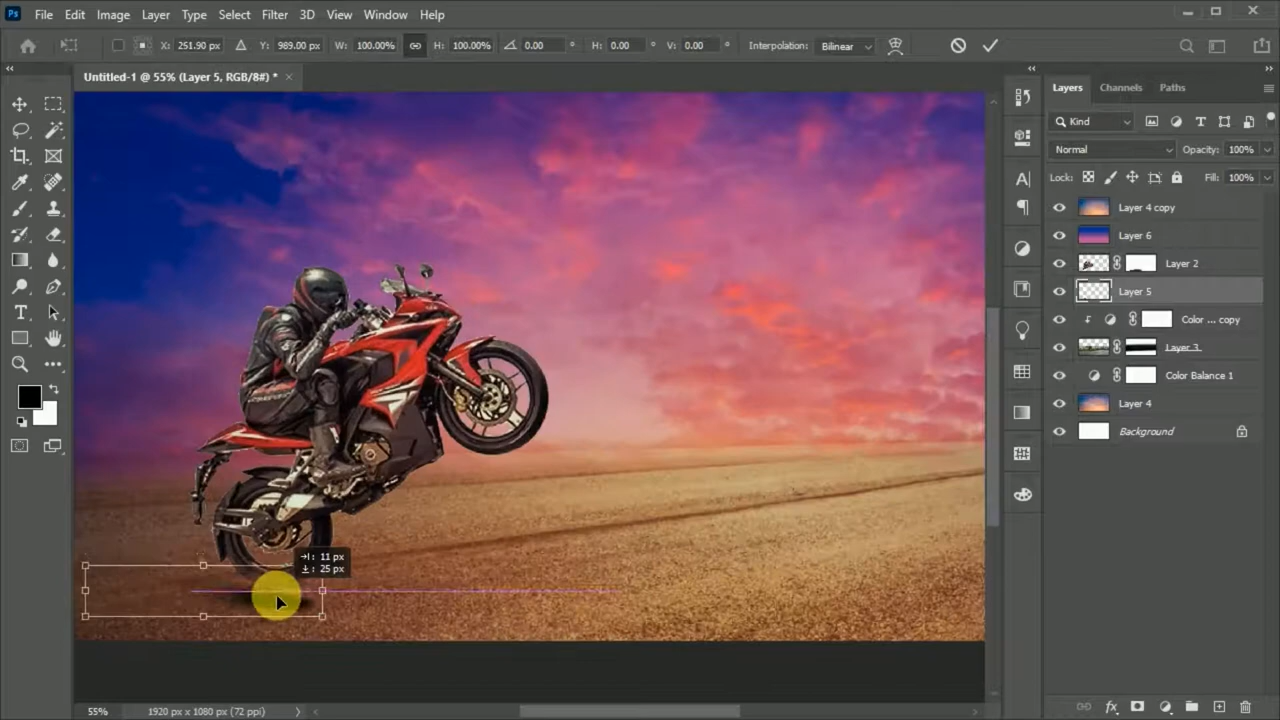 Ps File Edit Image Layer Type Select Filter 3D View Window Help
X: 251.90 px Y: 989.00 px W: 100.00% H: 100.00% 0.00 ° H: 0.00 ° V: 0.00 ° Interpolation: Bilinear
Untitled-1 @ 55% (Layer 5, RGB/8#) *
Layers Channels Paths
Kind
Normal Opacity: 100%
Lock: Fill: 100%
Layer 4 copy
Layer 6
Layer 2
Layer 5
Color ... copy
Layer 3
Color Balance 1
Layer 4
Background
: 11 px
: 25 px
55% 1920 px x 1080 px (72 ppi)